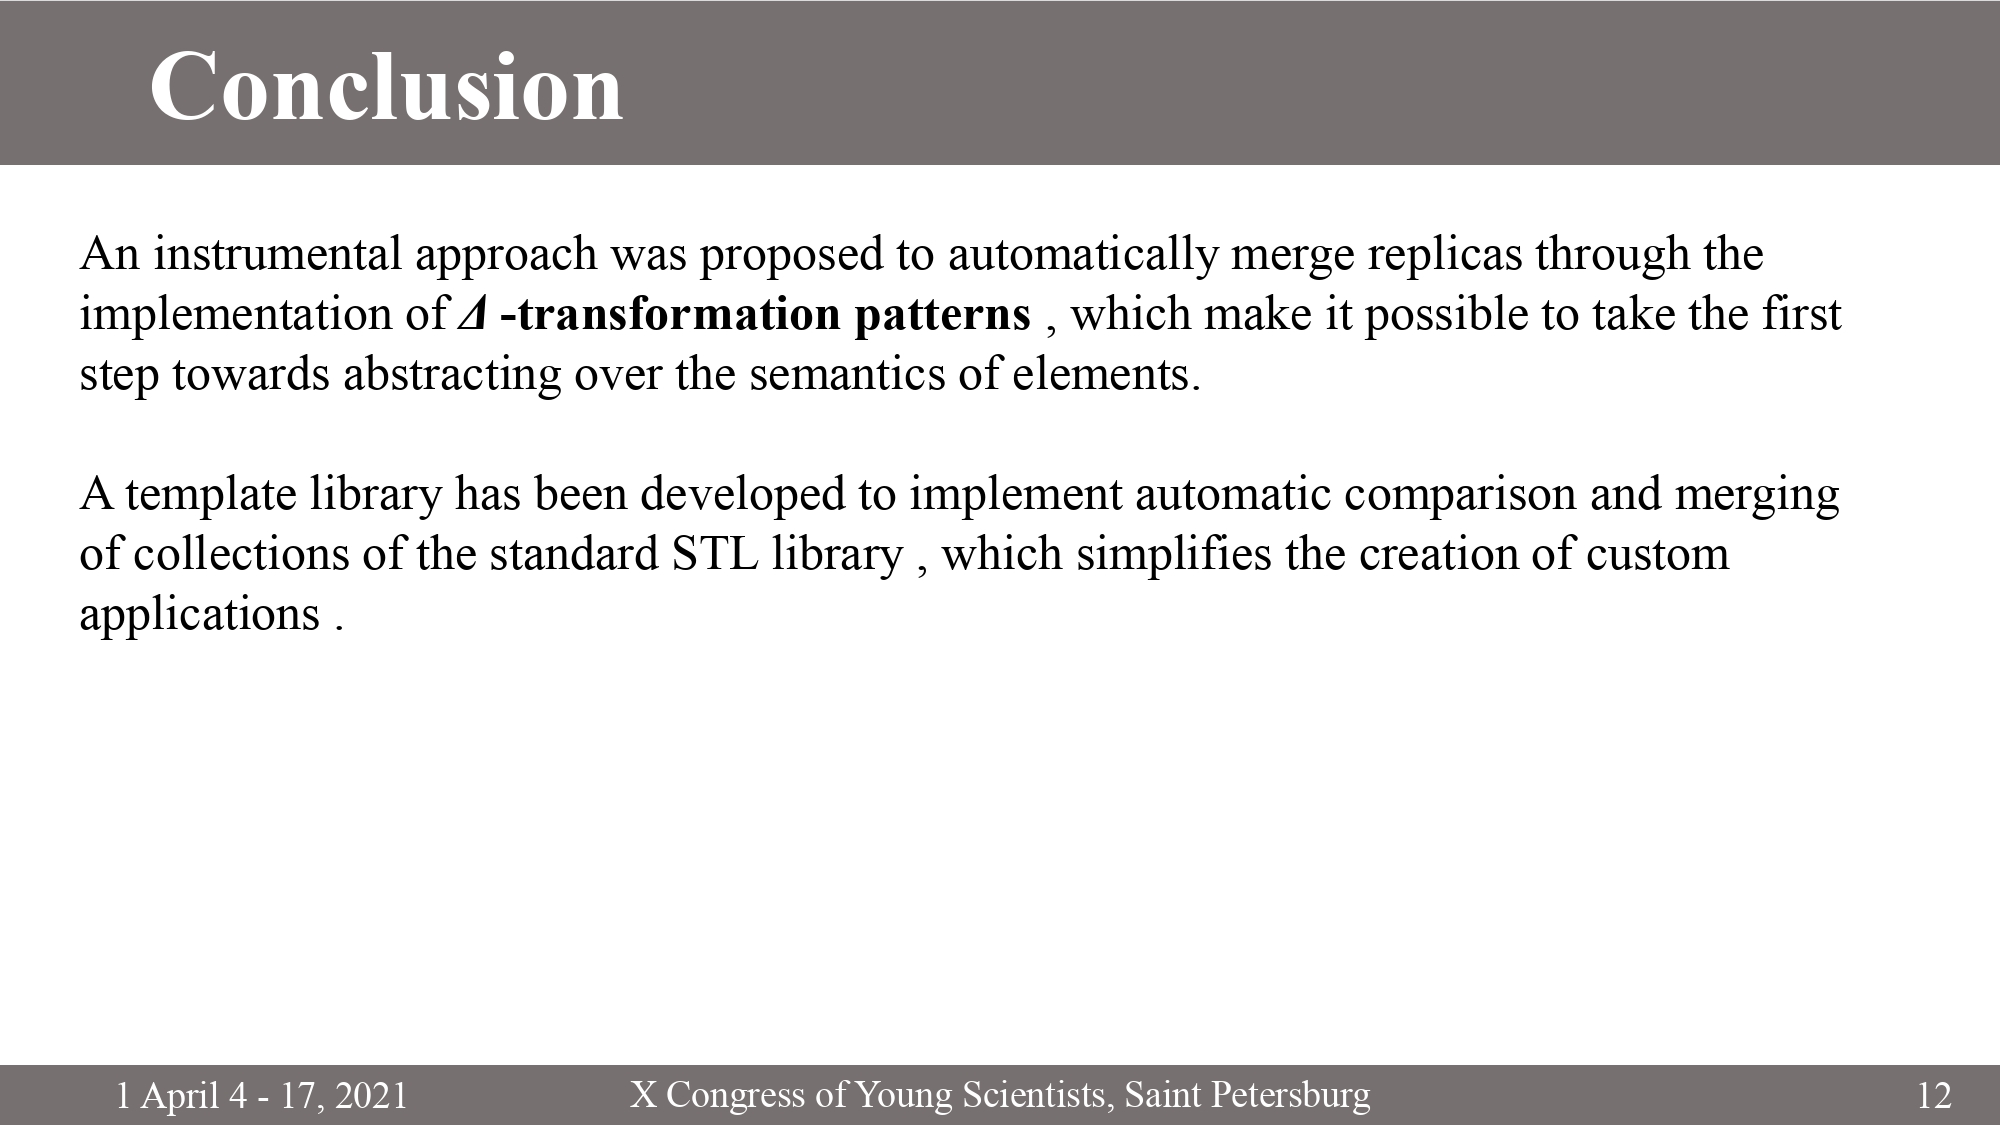 Conclusion
An instrumental approach was proposed to automatically merge replicas through the
implementation of Δ -transformation patterns , which make it possible to take the first
step towards abstracting over the semantics of elements.
A template library has been developed to implement automatic comparison and merging
of collections of the standard STL library , which simplifies the creation of custom
applications .
1 April 4 - 17, 2021
X Congress of Young Scientists, Saint Petersburg
12